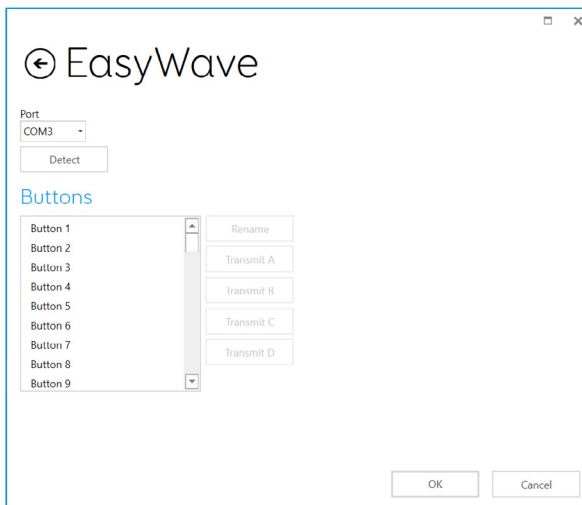 EasyWave
Port
COM3
Detect
Buttons
Button 1
Button 2
Button 3
Button 4
Button 5
Button 6
Button 7
Button 8
Button 9
Rename
Transmit A
Transmit B
Transmit C
Transmit D
OK
Cancel